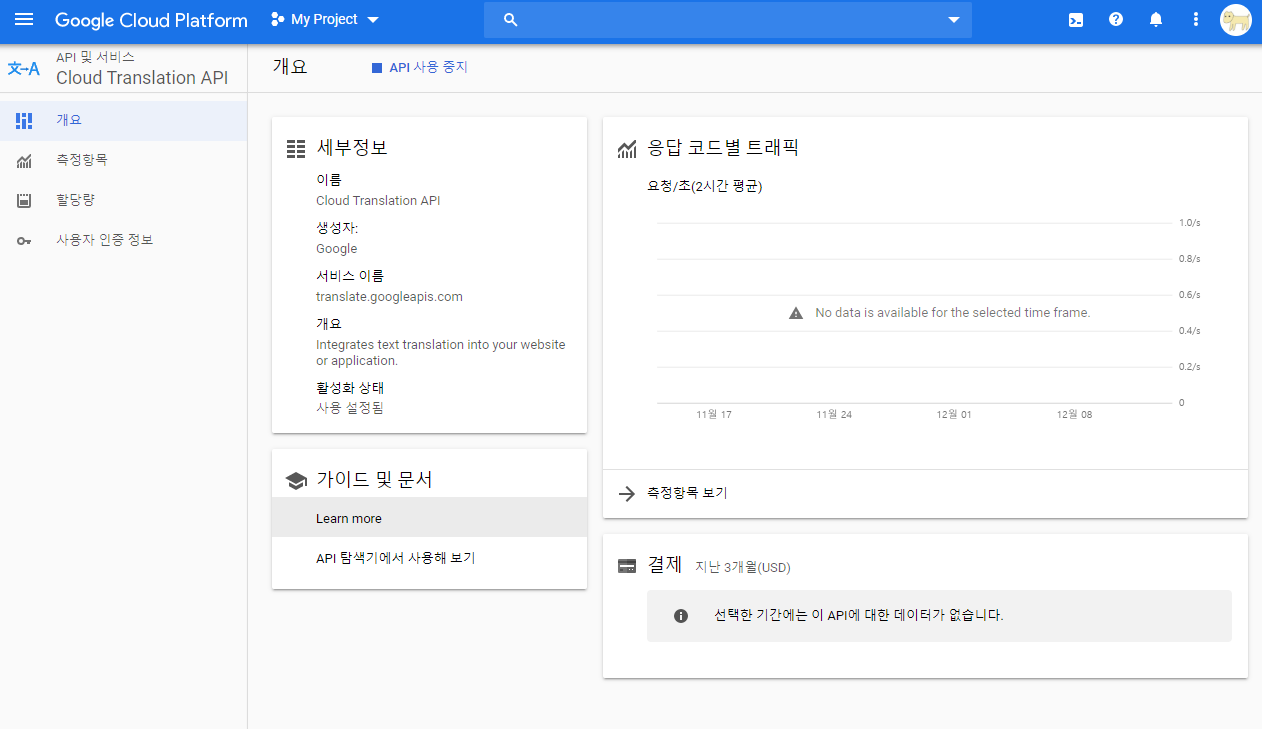 Google Cloud Platform
My Project
API 및 서비스
Cloud Translation API
개요
측정항목
할당량
사용자 인증 정보
개요
API 사용 중지
세부정보
이름
Cloud Translation API
생성자:
Google
서비스 이름
translate.googleapis.com
개요
Integrates text translation into your website
or application.
활성화 상태
사용 설정됨
가이드 및 문서
Learn more
API 탐색기에서 사용해 보기
응답 코드별 트래픽
요청/초(2시간 평균)
1.0/s
0.8/s
0.6/s
No data is available for the selected time frame.
0.4/s
0.2/s
0
11월 17 11월 24 12월 01 12월 08
측정항목 보기
결제 지난 3개월(USD)
선택한 기간에는 이 API에 대한 데이터가 없습니다.